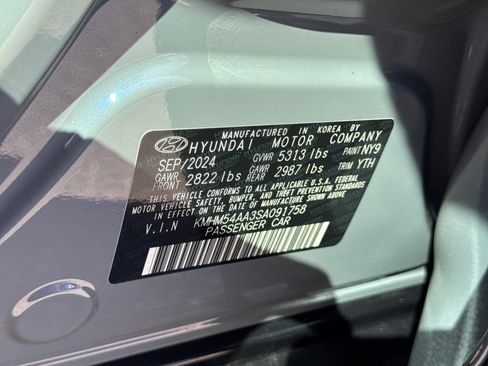 MANUFACTURED IN KOREA BY
HYUNDAI MOTOR COMPANY
SEP/2024 GVWR 5313 lbs PAINT NY9
GAWR FRONT 2822 lbs GAWR REAR 2987 lbs TRIM YTH
THIS VEHICLE CONFORMS TO ALL APPLICABLE U.S. FEDERAL
MOTOR VEHICLE SAFETY, BUMPER, AND THEFT PREVENTION
STANDARDS IN EFFECT ON THE DATE OF MANUFACTURE SHOWN ABOVE.
V.I.N KMHM54AA3SA091758
PASSENGER CAR